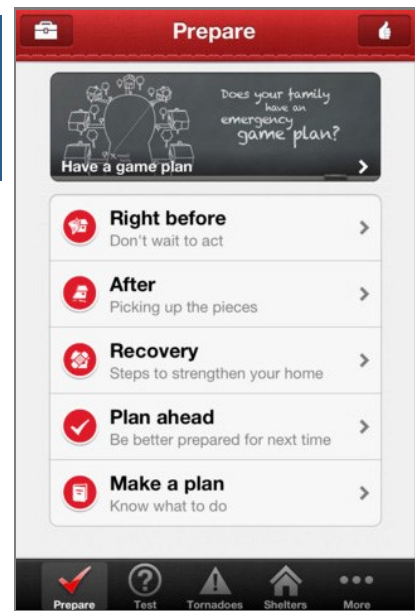 Prepare
Does your family
have an
emergency
game plan?
Have a game plan
Right before
Don't wait to act
After
Picking up the pieces
Recovery
Steps to strengthen your home
Plan ahead
Be better prepared for next time
Make a plan
Know what to do
Prepare Test Tornadoes Shelters More